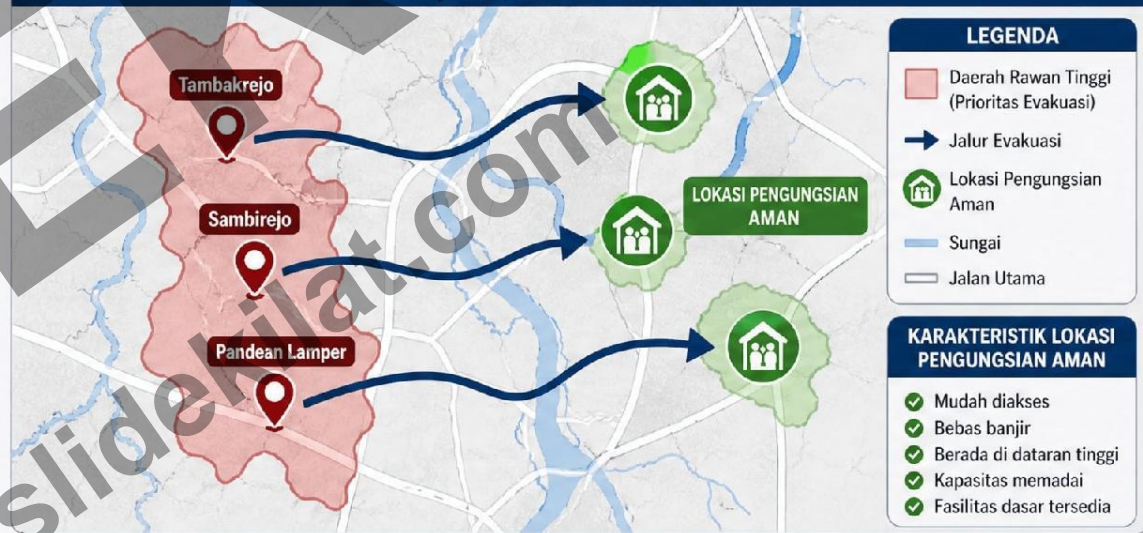 Tambakrejo
Sambirejo
Pandean Lamper
LOKASI PENGUNGSIAN
AMAN
LEGENDA
Daerah Rawan Tinggi
(Prioritas Evakuasi)
Jalur Evakuasi
Lokasi Pengungsian
Aman
Sungai
Jalan Utama
KARAKTERISTIK LOKASI
PENGUNGSIAN AMAN
Mudah diakses
Bebas banjir
Berada di dataran tinggi
Kapasitas memadai
Fasilitas dasar tersedia
slidekilat.com